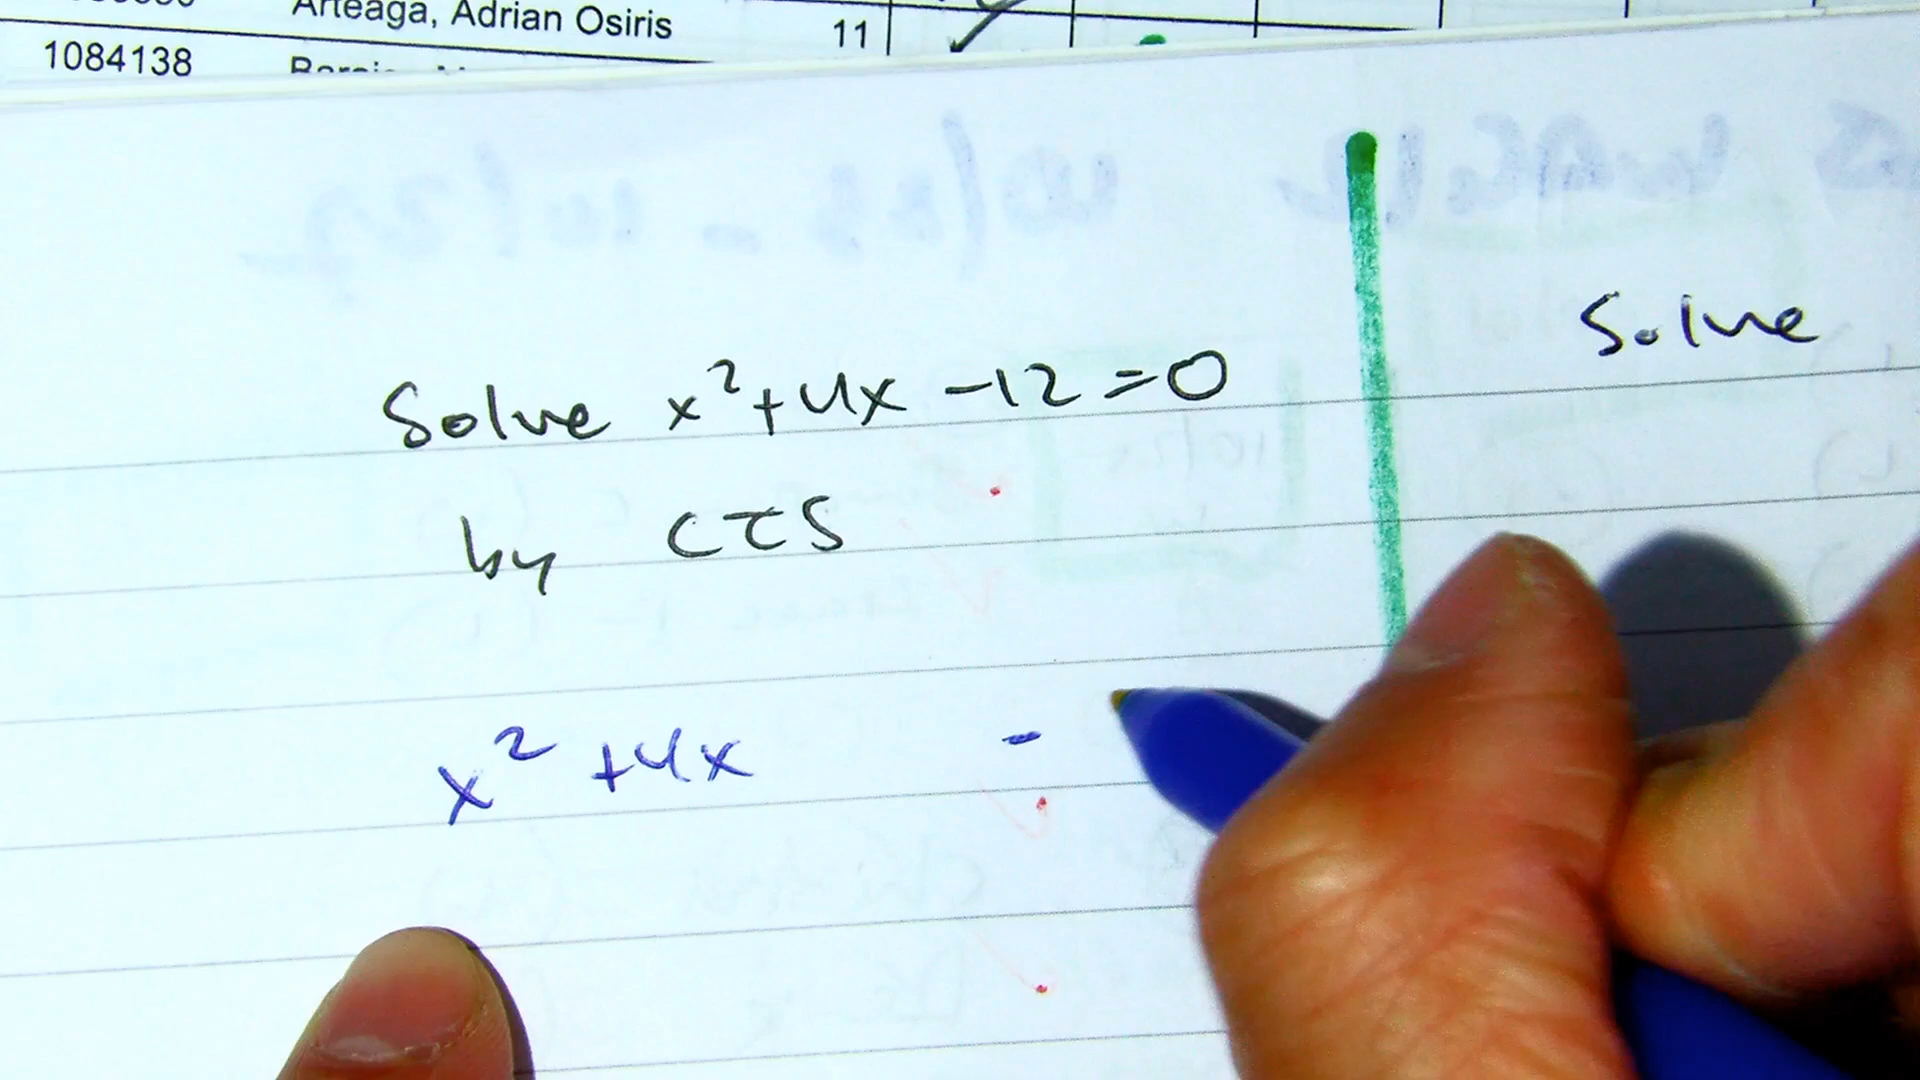 Arteaga, Adrian Osiris 11
1084138
Solve x²+4x -12=0
by CTS
x² +4x -
Solve